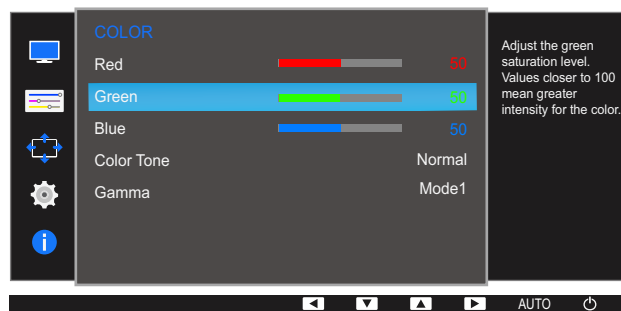 COLOR
Red 50
Green 50
Blue 50
Color Tone Normal
Gamma Mode1
Adjust the green
saturation level.
Values closer to 100
mean greater
intensity for the color.
AUTO